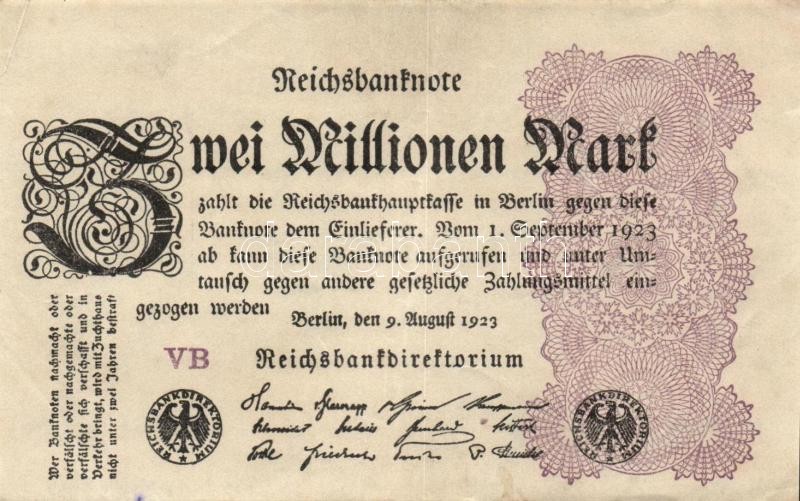 Reichsbanknote
Zwei Millionen Mark
zahlt die Reichsbankhauptkasse in Berlin gegen diese
Banknote dem Einlieferer. Vom 1. September 1923
ab kann diese Banknote aufgerufen und unter Um-
tausch gegen andere gesetzliche Zahlungsmittel ein-
gezogen werden
Berlin, den 9. August 1923
VB Reichsbankdirektorium
Wer Banknoten nachmacht oder
verfälscht oder nachgemachte oder
verfälschte sich verschafft und in
Verkehr bringt, wird mit Zuchthaus
nicht unter zwei Jahren bestraft
REICHSBANKDIREKTORIUM
REICHSBANKDIREKTORIUM
darabanth